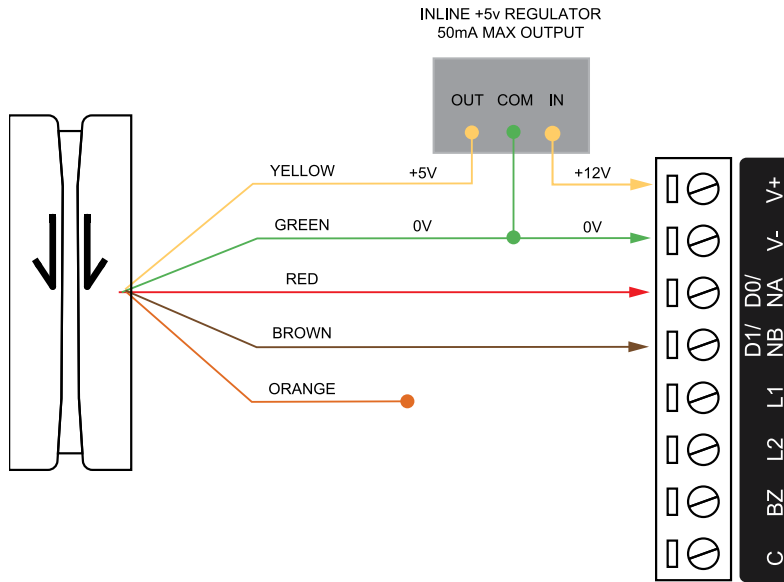 INLINE +5v REGULATOR
50mA MAX OUTPUT
OUT COM IN
YELLOW +5V +12V
GREEN 0V 0V
RED
BROWN
ORANGE
V+
V-
D0/
NA
D1/
NB
L1
L2
BZ
C